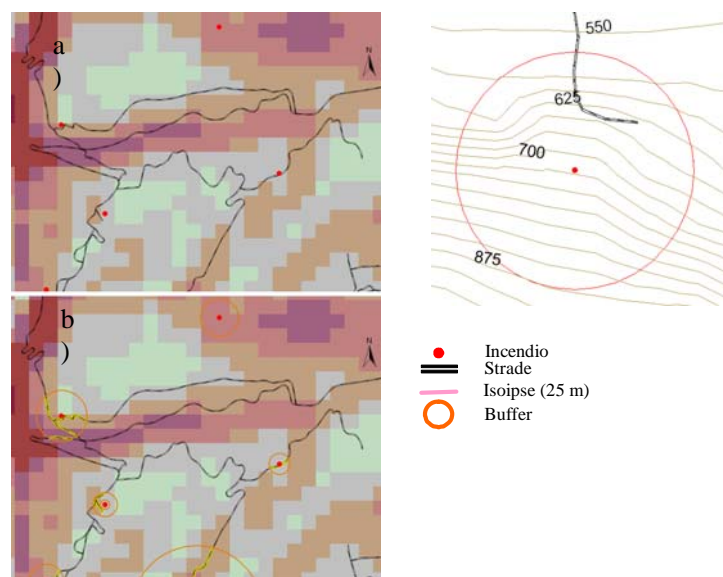 a
)
N
b
)
N
550
625
700
875
Incendio
Strade
Isoipse (25 m)
Buffer